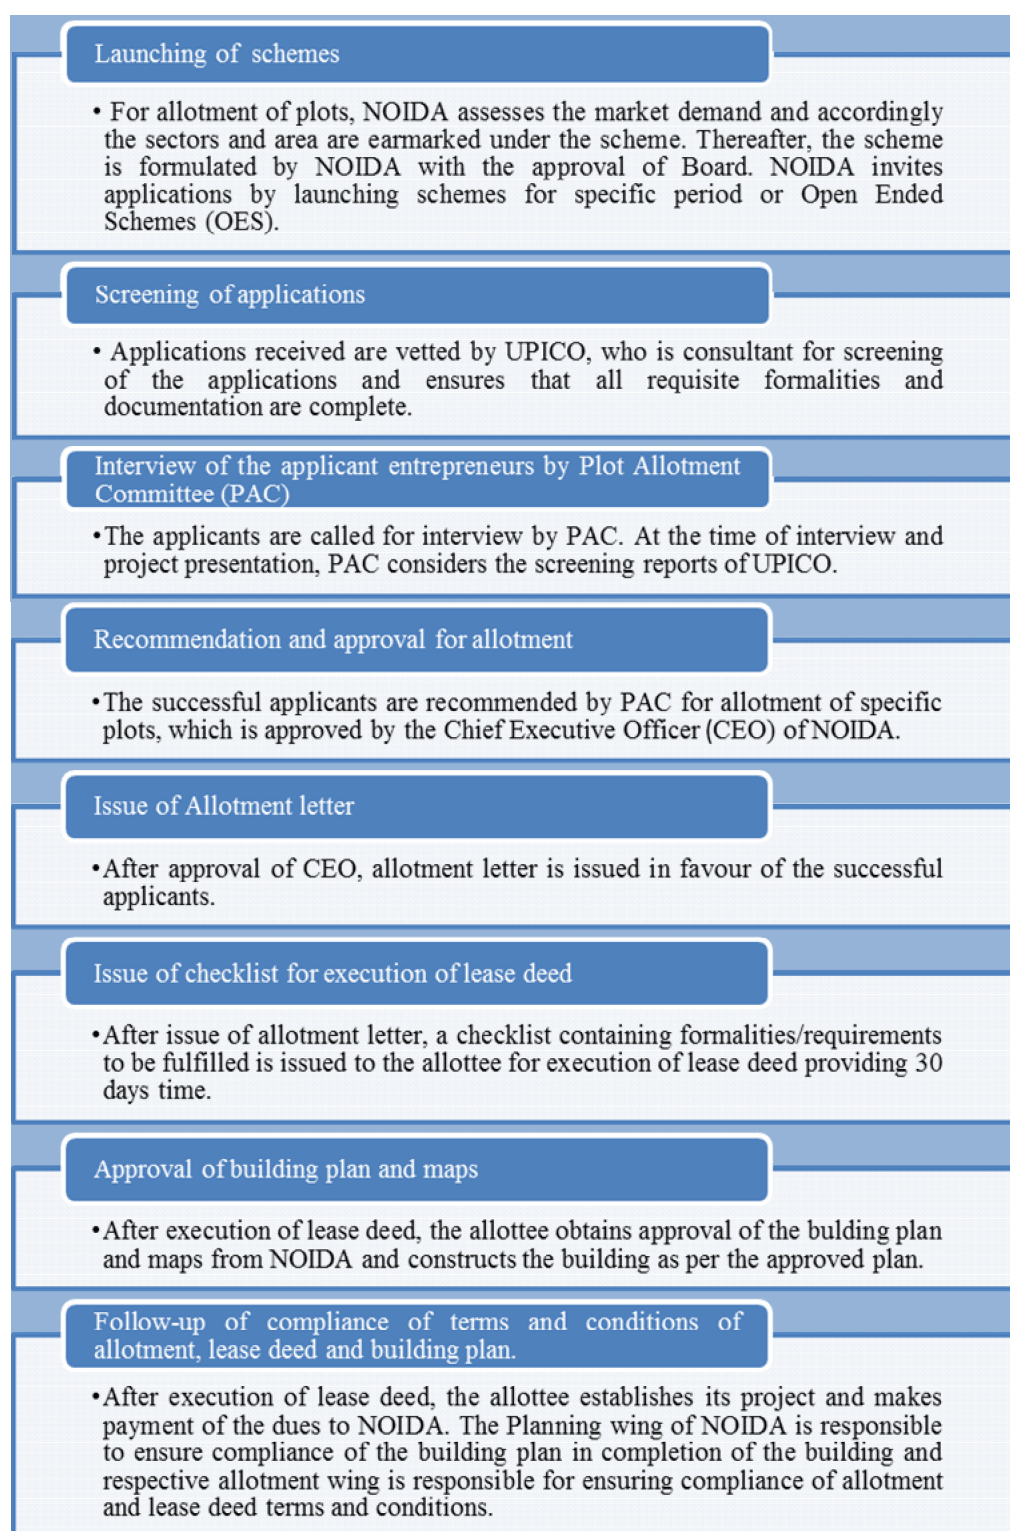 Launching of schemes
• For allotment of plots, NOIDA assesses the market demand and accordingly
the sectors and area are earmarked under the scheme. Thereafter, the scheme
is formulated by NOIDA with the approval of Board. NOIDA invites
applications by launching schemes for specific period or Open Ended
Schemes (OES).
Screening of applications
• Applications received are vetted by UPICO, who is consultant for screening
of the applications and ensures that all requisite formalities and
documentation are complete.
Interview of the applicant entrepreneurs by Plot Allotment
Committee (PAC)
•The applicants are called for interview by PAC. At the time of interview and
project presentation, PAC considers the screening reports of UPICO.
Recommendation and approval for allotment
•The successful applicants are recommended by PAC for allotment of specific
plots, which is approved by the Chief Executive Officer (CEO) of NOIDA.
Issue of Allotment letter
•After approval of CEO, allotment letter is issued in favour of the successful
applicants.
Issue of checklist for execution of lease deed
•After issue of allotment letter, a checklist containing formalities/requirements
to be fulfilled is issued to the allottee for execution of lease deed providing 30
days time.
Approval of building plan and maps
•After execution of lease deed, the allottee obtains approval of the bulding plan
and maps from NOIDA and constructs the building as per the approved plan.
Follow-up of compliance of terms and conditions of
allotment, lease deed and building plan.
•After execution of lease deed, the allottee establishes its project and makes
payment of the dues to NOIDA. The Planning wing of NOIDA is responsible
to ensure compliance of the building plan in completion of the building and
respective allotment wing is responsible for ensuring compliance of allotment
and lease deed terms and conditions.